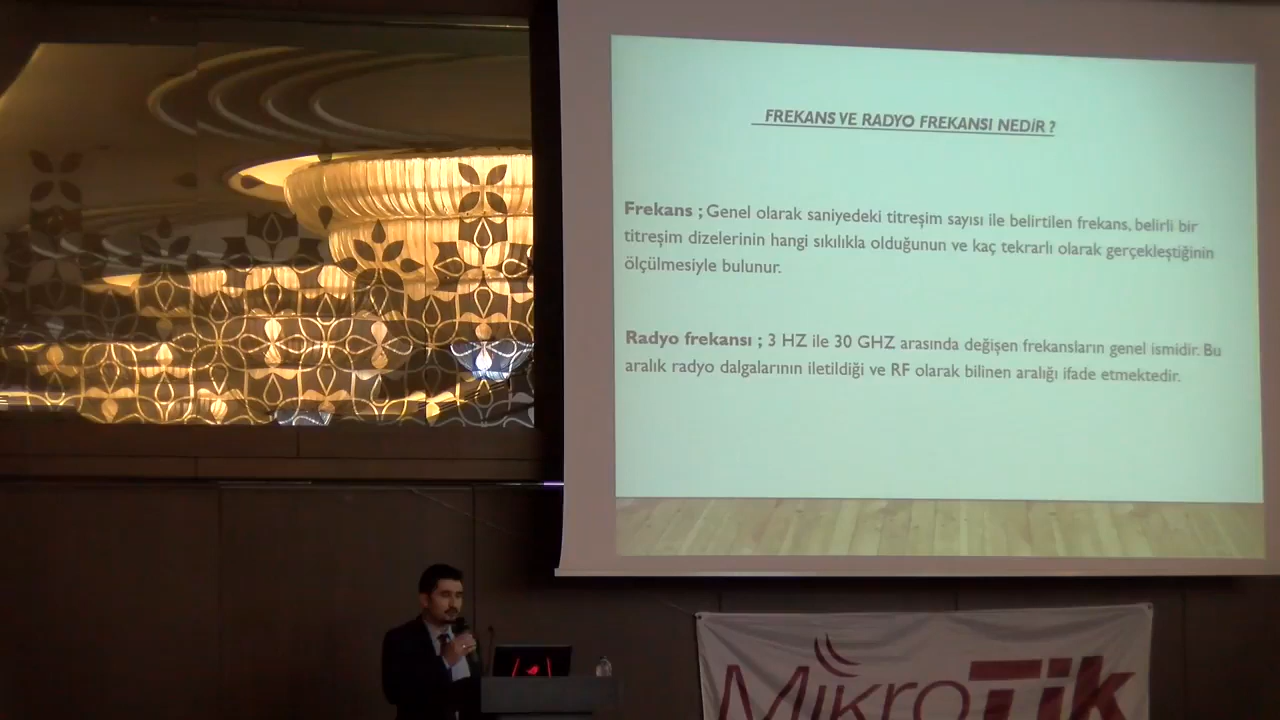 FREKANS VE RADYO FREKANSI NEDİR ?
Frekans ; Genel olarak saniyedeki titreşim sayısı ile belirtilen frekans, belirli bir
titreşim dizelerinin hangi sıkılıkla olduğunun ve kaç tekrarlı olarak gerçekleştiğinin
ölçülmesiyle bulunur.
Radyo frekansı ; 3 HZ ile 30 GHZ arasında değişen frekansların genel ismidir. Bu
aralık radyo dalgalarının iletildiği ve RF olarak bilinen aralığı ifade etmektedir.
MikroTik